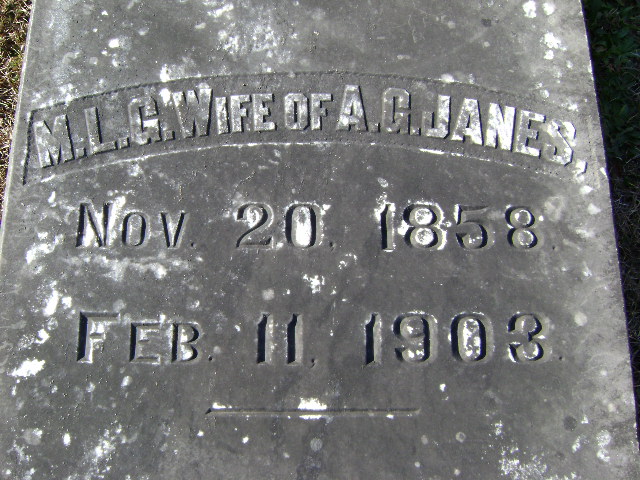 M.L.G. WIFE OF A.G. JANES,
NOV. 20. 1858.
FEB. 11, 1903.